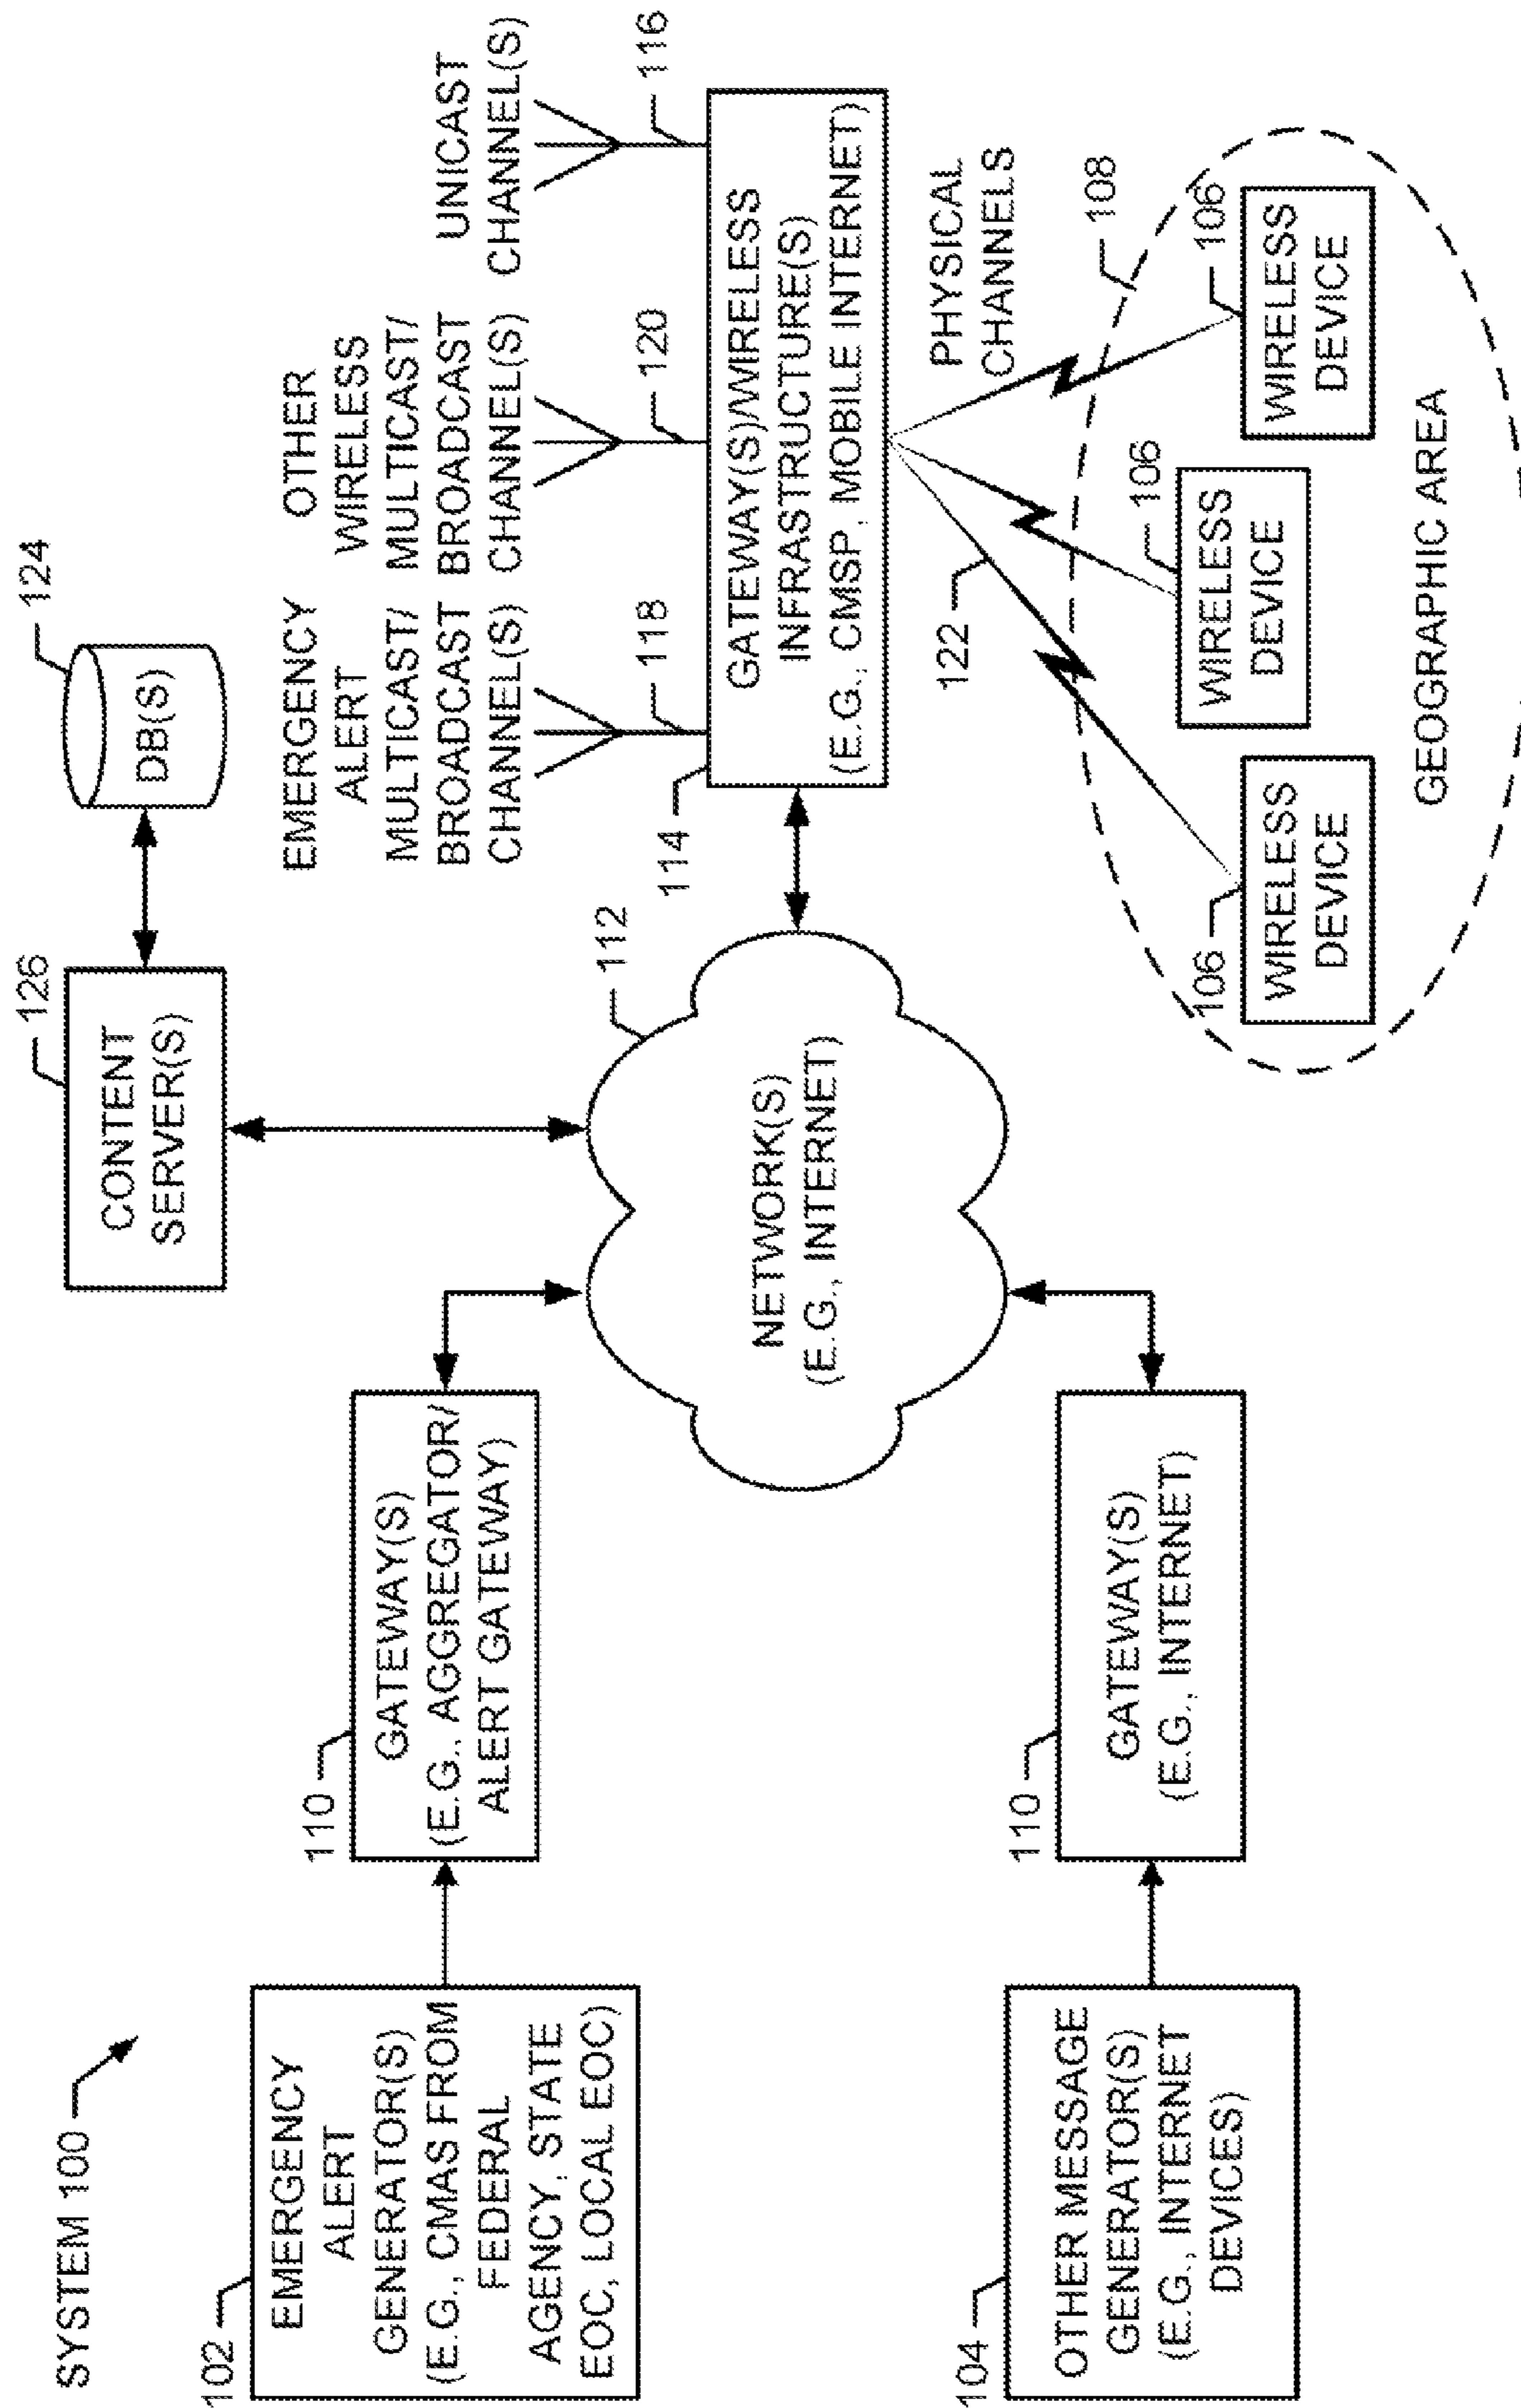 SYSTEM 100
102
EMERGENCY
ALERT
GENERATOR(S)
(E.G., CMAS FROM
FEDERAL
AGENCY, STATE
EOC, LOCAL EOC)
104
OTHER MESSAGE
GENERATOR(S)
(E.G., INTERNET
DEVICES)
110
GATEWAY(S)
(E.G., AGGREGATOR/
ALERT GATEWAY)
110
GATEWAY(S)
(E.G., INTERNET)
126
CONTENT
SERVER(S)
124
DB(S)
112
NETWORK(S)
(E.G., INTERNET)
EMERGENCY
ALERT
MULTICAST/
BROADCAST
CHANNEL(S)
118
OTHER
WIRELESS
MULTICAST/
BROADCAST
CHANNEL(S)
120
UNICAST
CHANNEL(S)
116
114
GATEWAY(S)/WIRELESS
INFRASTRUCTURE(S)
(E.G., CMSP, MOBILE INTERNET)
122
PHYSICAL
CHANNELS
108
106
WIRELESS
DEVICE
106
WIRELESS
DEVICE
106
WIRELESS
DEVICE
GEOGRAPHIC AREA